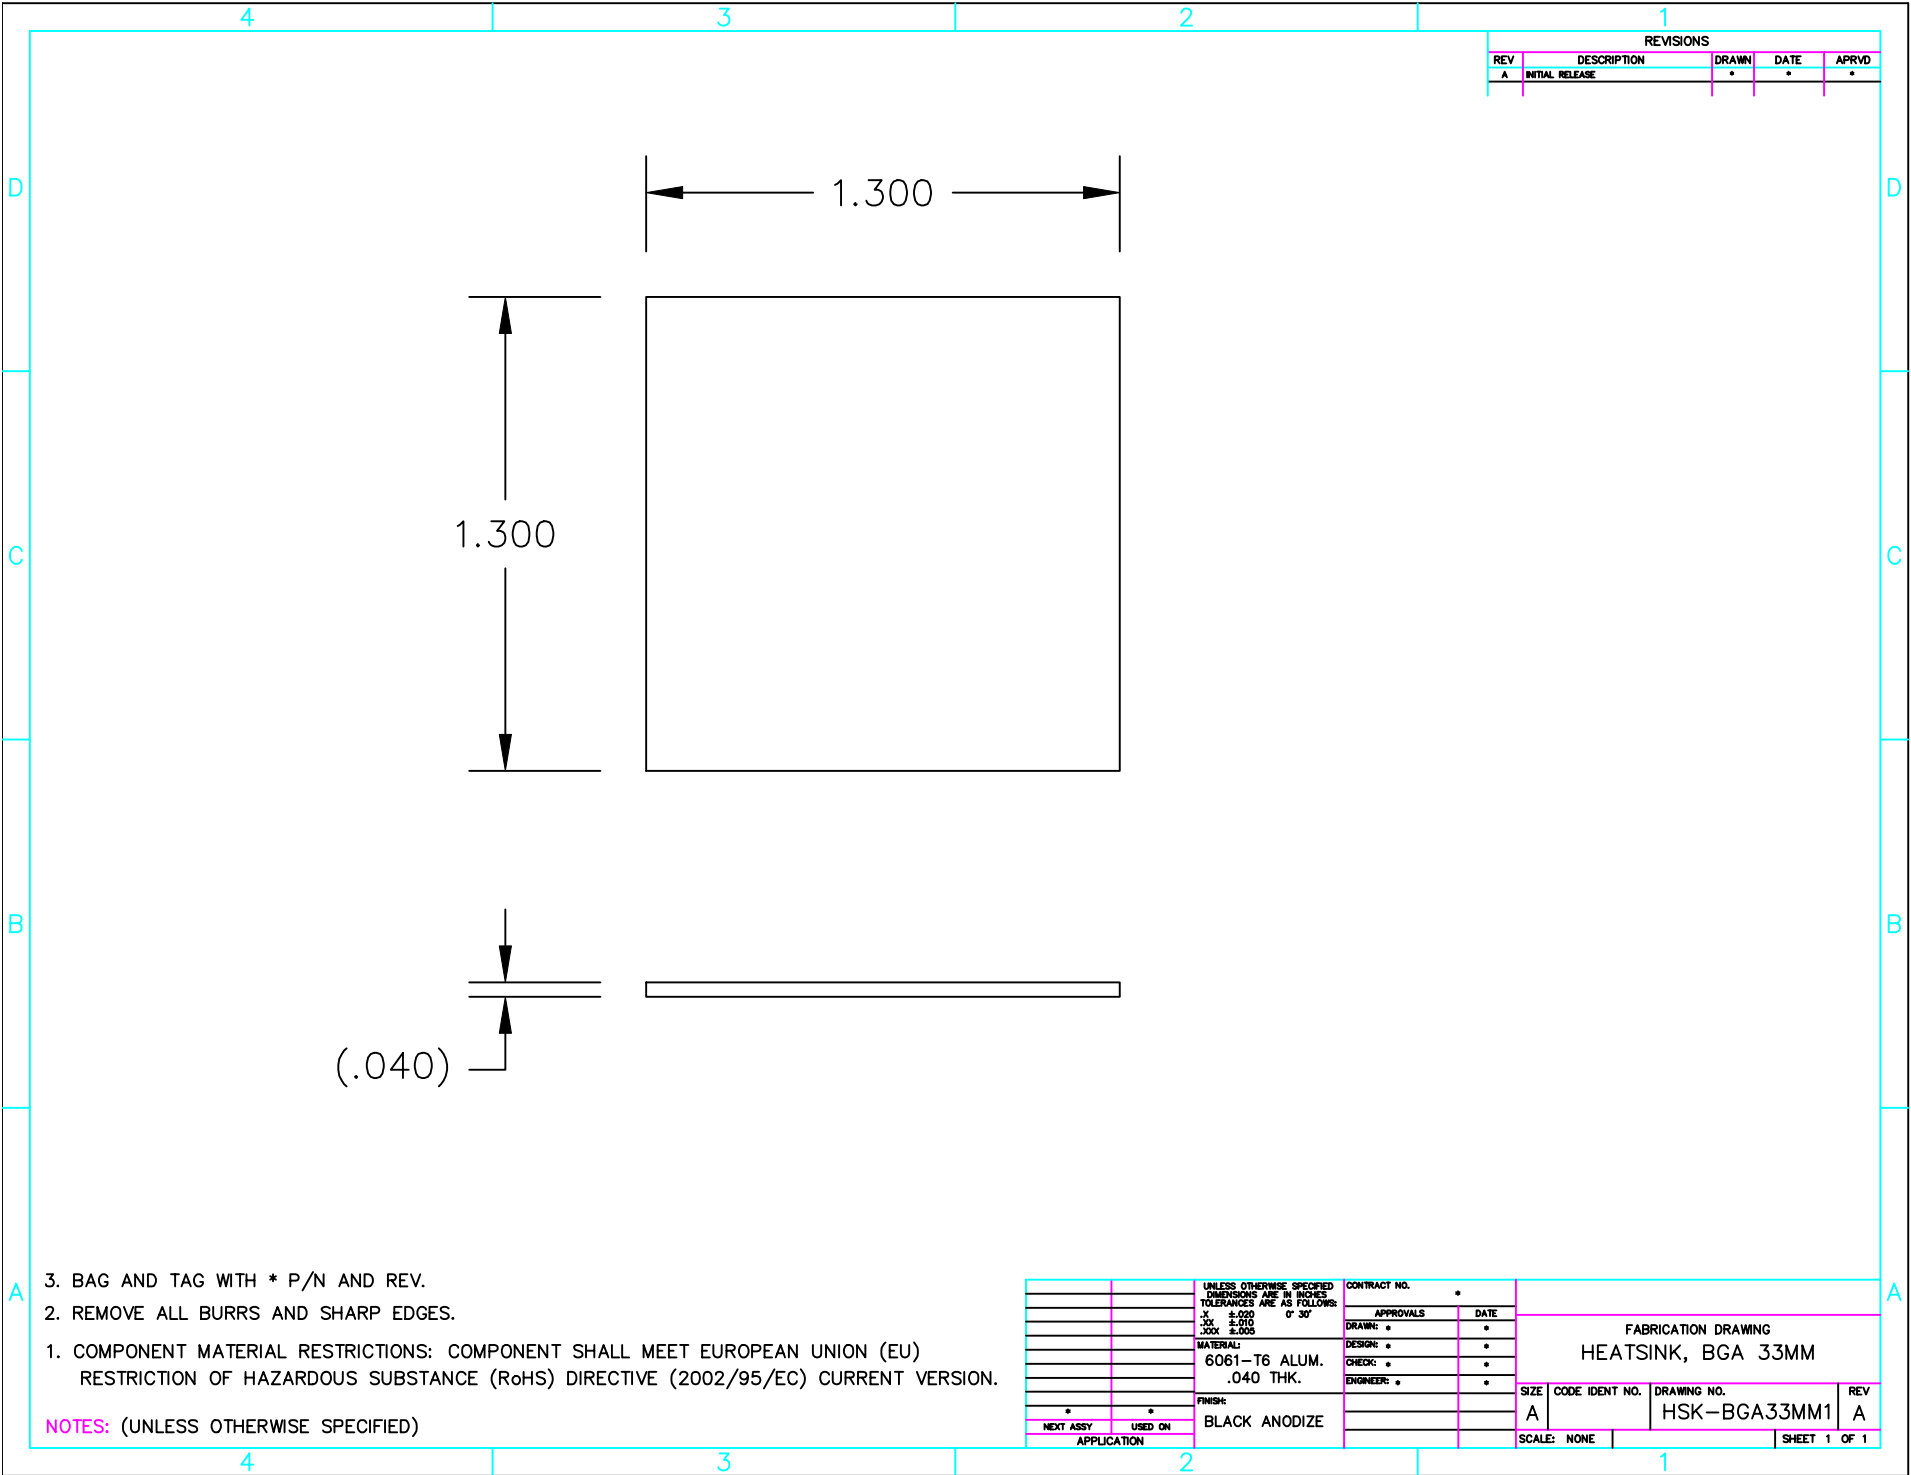 4 3 2 1
REVISIONS
REV DESCRIPTION DRAWN DATE APRVD
A INITIAL RELEASE * * *
D D
1.300
C C
1.300
B B
(.040)
A A
3. BAG AND TAG WITH * P/N AND REV.
2. REMOVE ALL BURRS AND SHARP EDGES.
1. COMPONENT MATERIAL RESTRICTIONS: COMPONENT SHALL MEET EUROPEAN UNION (EU)
RESTRICTION OF HAZARDOUS SUBSTANCE (RoHS) DIRECTIVE (2002/95/EC) CURRENT VERSION.
NOTES: (UNLESS OTHERWISE SPECIFIED)
* *
NEXT ASSY USED ON
APPLICATION
UNLESS OTHERWISE SPECIFIED
DIMENSIONS ARE IN INCHES
TOLERANCES ARE AS FOLLOWS:
.X ±.020 0° 30'
.XX ±.010
.XXX ±.005
MATERIAL:
6061-T6 ALUM.
.040 THK.
FINISH:
BLACK ANODIZE
CONTRACT NO.
*
APPROVALS DATE
DRAWN: * *
DESIGN: * *
CHECK: * *
ENGINEER: * *
FABRICATION DRAWING
HEATSINK, BGA 33MM
SIZE CODE IDENT NO. DRAWING NO. REV
A HSK-BGA33MM1 A
SCALE: NONE SHEET 1 OF 1
4 3 2 1